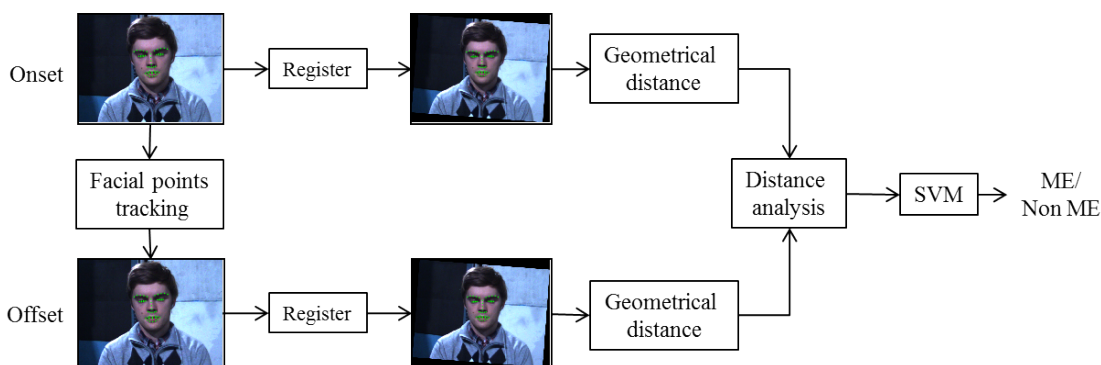 Onset
Register
Geometrical
distance
Facial points
tracking
Distance
analysis
SVM
ME/
Non ME
Offset
Register
Geometrical
distance